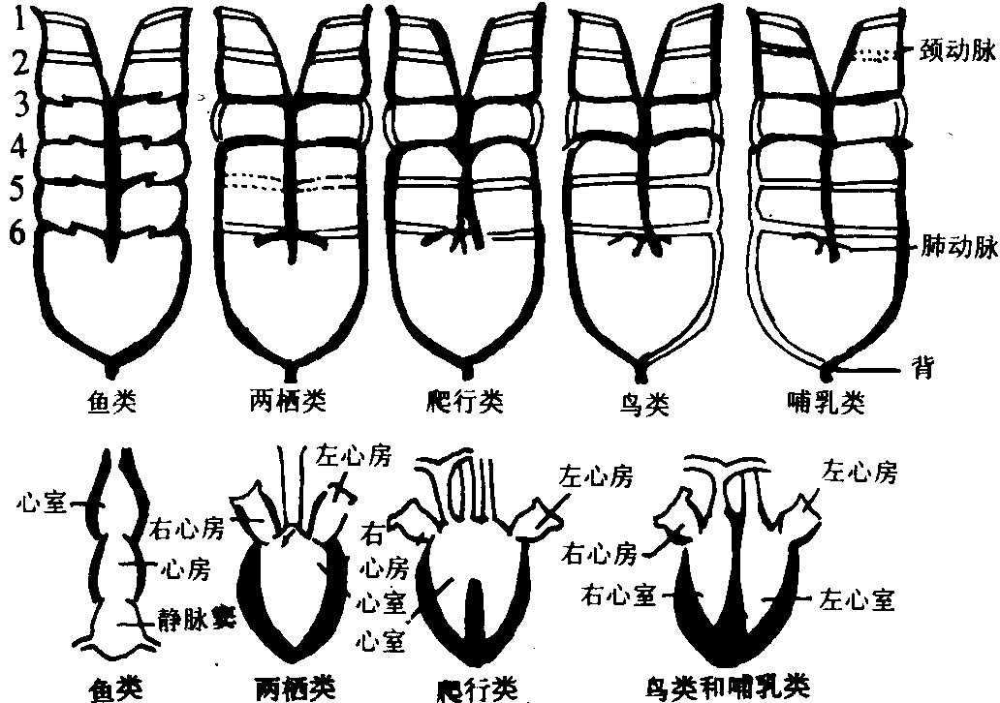 1
2
3
4
5
6
颈动脉
肺动脉
背
鱼类
两栖类
爬行类
鸟类
哺乳类
心室
心房
静脉窦
左心房
右心房
心房
心室
右
左心房
心室
左心房
右心房
右心室
左心室
鱼类
两栖类
爬行类
鸟类和哺乳类